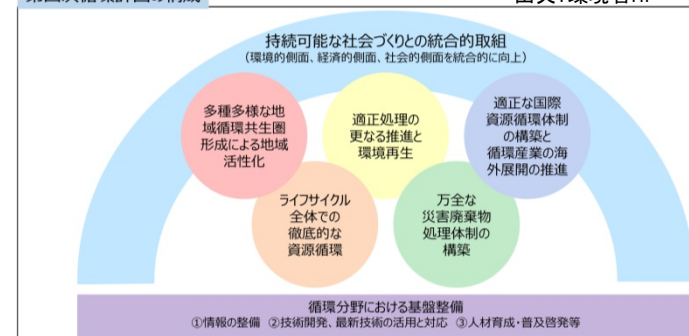 持続可能な社会づくりとの統合的取組
(環境的側面、経済的側面、社会的側面を統合的に向上)
多種多様な地
域循環共生圏
形成による地域
活性化
適正処理の
更なる推進と
環境再生
適正な国際
資源循環体制
の構築と
循環産業の海
外展開の推進
ライフサイクル
全体での
徹底的な
資源循環
万全な
災害廃棄物
処理体制の
構築
循環分野における基盤整備
①情報の整備 ②技術開発、最新技術の活用と対応 ③人材育成・普及啓発等